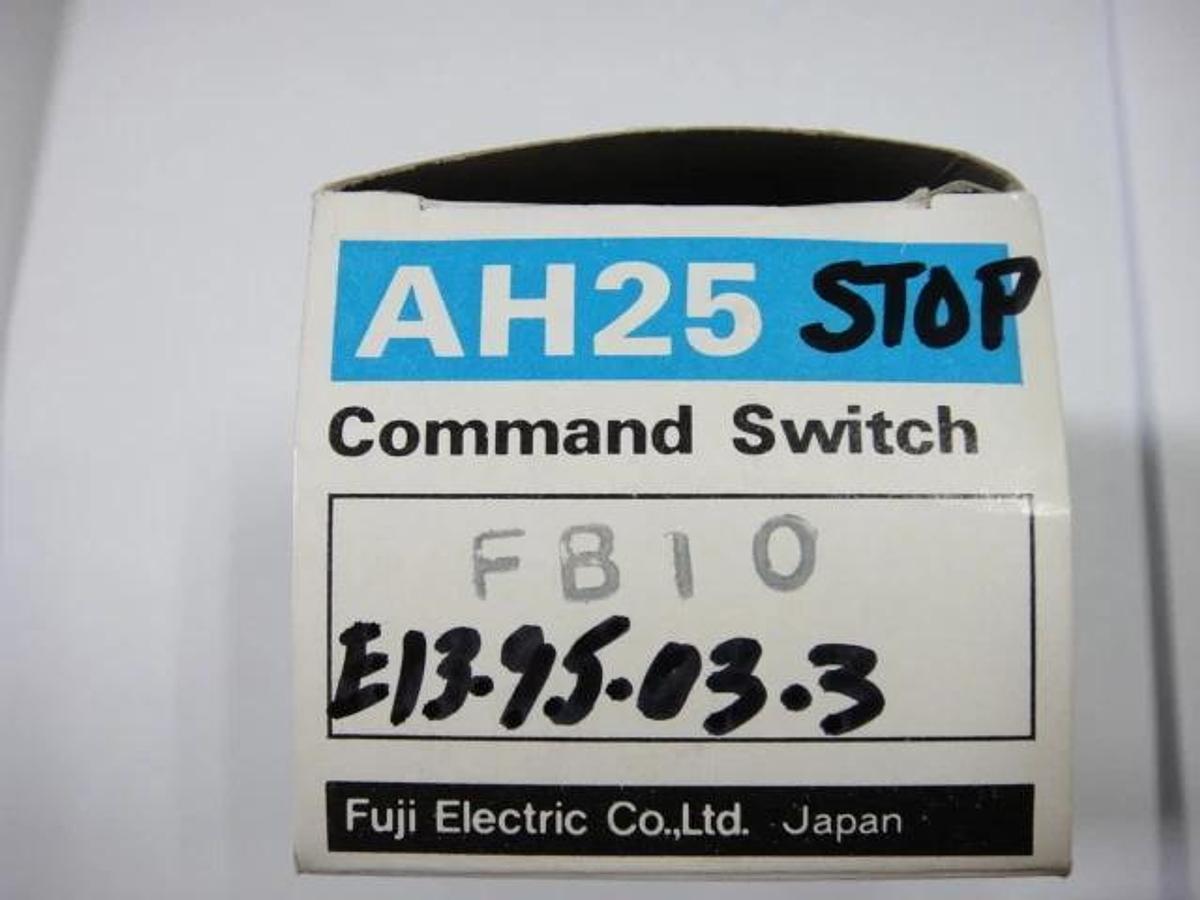 AH25 STOP
Command Switch
FB10
E13.95.03.3
Fuji Electric Co.,Ltd. Japan